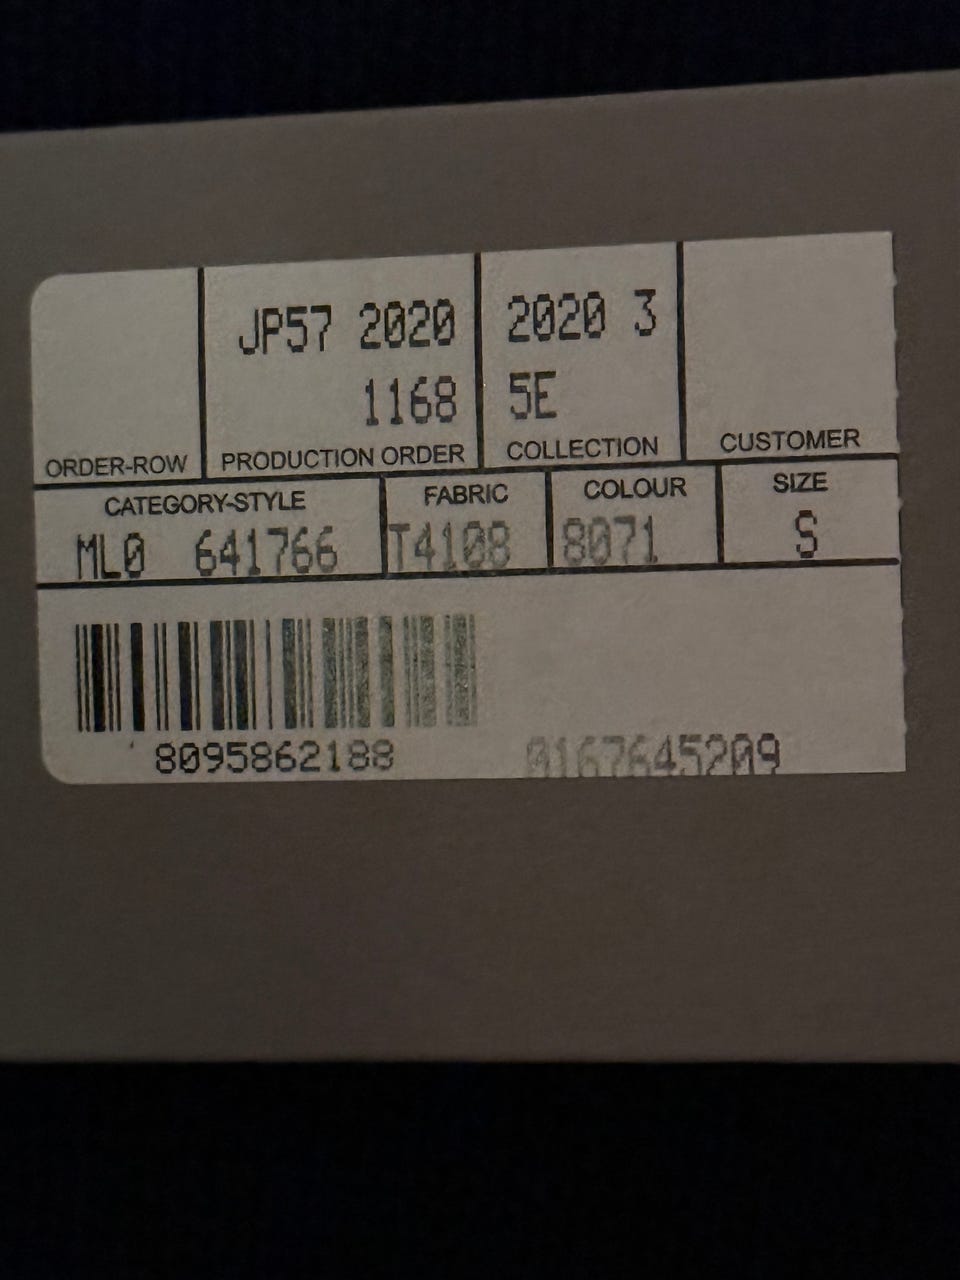 JP57 2020
1168
2020 3
5E
ORDER-ROW PRODUCTION ORDER COLLECTION CUSTOMER
CATEGORY-STYLE FABRIC COLOUR SIZE
ML0 641766 T4108 8071 S
8095862188 0167645209